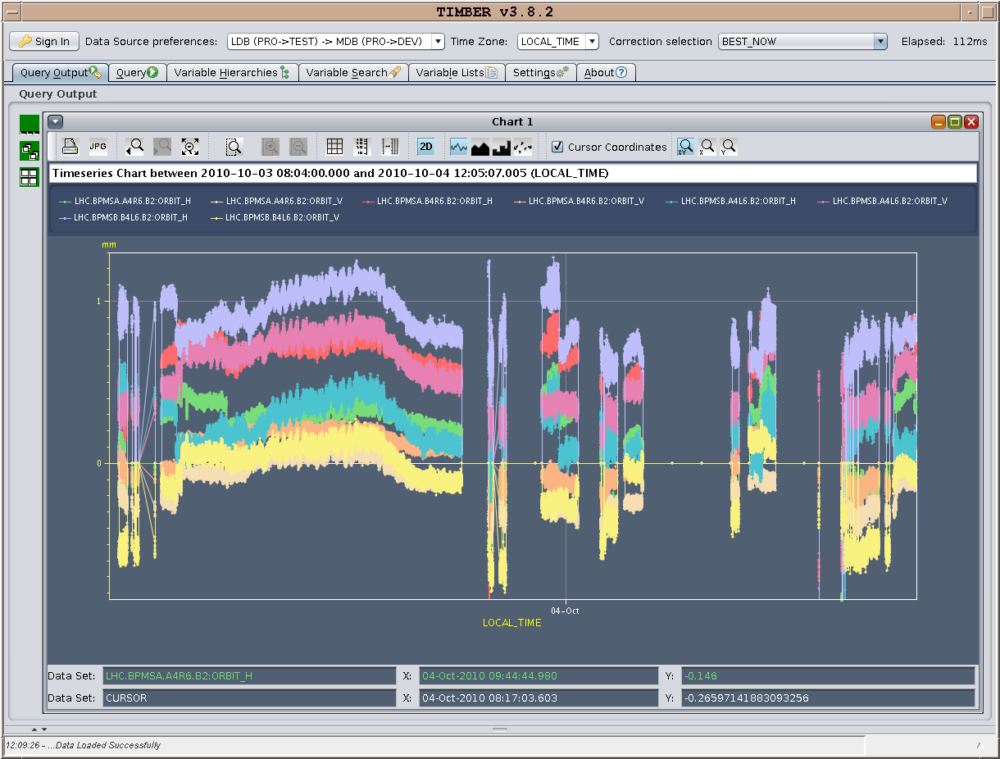 TIMBER v3.8.2
Sign In Data Source preferences: LDB (PRO->TEST) -> MDB (PRO->DEV) Time Zone: LOCAL_TIME Correction selection BEST_NOW Elapsed: 112ms
Query Output Query Variable Hierarchies Variable Search Variable Lists Settings About
Query Output
Chart 1
JPG 2D Cursor Coordinates XY X Y
Timeseries Chart between 2010-10-03 08:04:00.000 and 2010-10-04 12:05:07.005 (LOCAL_TIME)
LHC.BPMSA.A4R6.B2:ORBIT_H LHC.BPMSA.A4R6.B2:ORBIT_V LHC.BPMSA.B4R6.B2:ORBIT_H LHC.BPMSA.B4R6.B2:ORBIT_V LHC.BPMSB.A4L6.B2:ORBIT_H LHC.BPMSB.A4L6.B2:ORBIT_V
LHC.BPMSB.B4L6.B2:ORBIT_H LHC.BPMSB.B4L6.B2:ORBIT_V
mm
1
0
04-Oct
LOCAL_TIME
Data Set: LHC.BPMSA.A4R6.B2:ORBIT_H X: 04-Oct-2010 09:44:44.980 Y: -0.146
Data Set: CURSOR X: 04-Oct-2010 08:17:03.603 Y: -0.26597141883093256
12:09:26 - ...Data Loaded Successfully